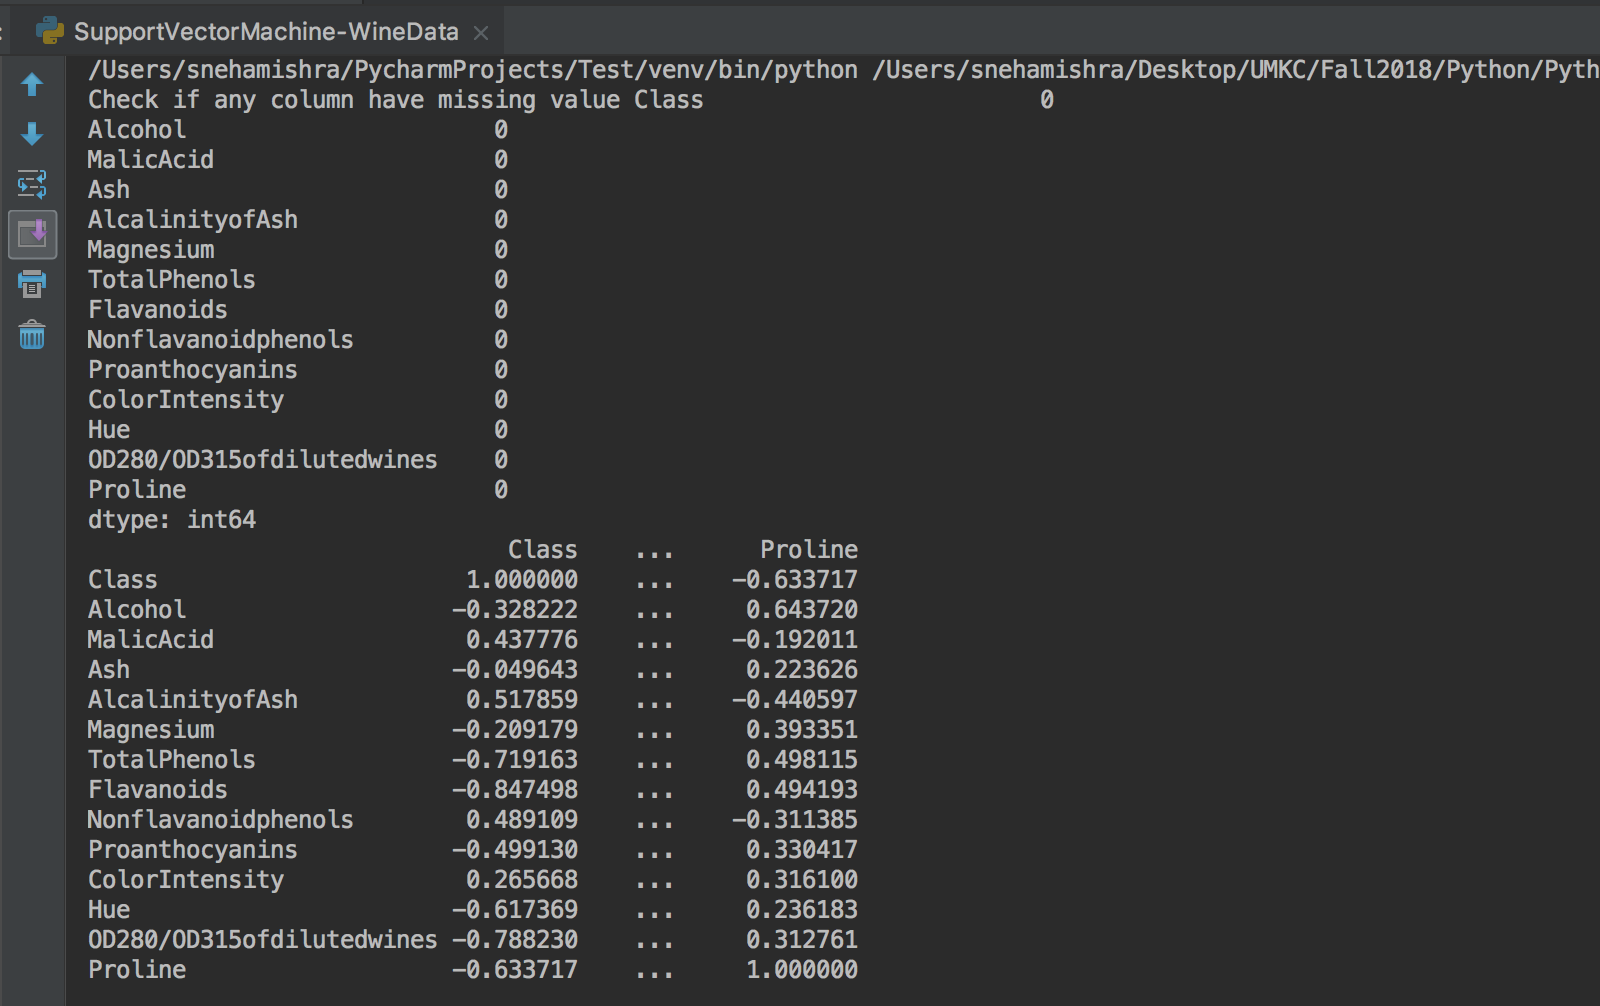 SupportVectorMachine-WineData
/Users/snehamishra/PycharmProjects/Test/venv/bin/python /Users/snehamishra/Desktop/UMKC/Fall2018/Python/Pyth
Check if any column have missing value Class                        0
Alcohol                      0
MalicAcid                    0
Ash                          0
AlcalinityofAsh              0
Magnesium                    0
TotalPhenols                 0
Flavanoids                   0
Nonflavanoidphenols          0
Proanthocyanins              0
ColorIntensity               0
Hue                          0
OD280/OD315ofdilutedwines    0
Proline                      0
dtype: int64
                              Class    ...      Proline
Class                      1.000000    ...    -0.633717
Alcohol                   -0.328222    ...     0.643720
MalicAcid                  0.437776    ...    -0.192011
Ash                       -0.049643    ...     0.223626
AlcalinityofAsh            0.517859    ...    -0.440597
Magnesium                 -0.209179    ...     0.393351
TotalPhenols              -0.719163    ...     0.498115
Flavanoids                -0.847498    ...     0.494193
Nonflavanoidphenols        0.489109    ...    -0.311385
Proanthocyanins           -0.499130    ...     0.330417
ColorIntensity             0.265668    ...     0.316100
Hue                       -0.617369    ...     0.236183
OD280/OD315ofdilutedwines -0.788230    ...     0.312761
Proline                   -0.633717    ...     1.000000